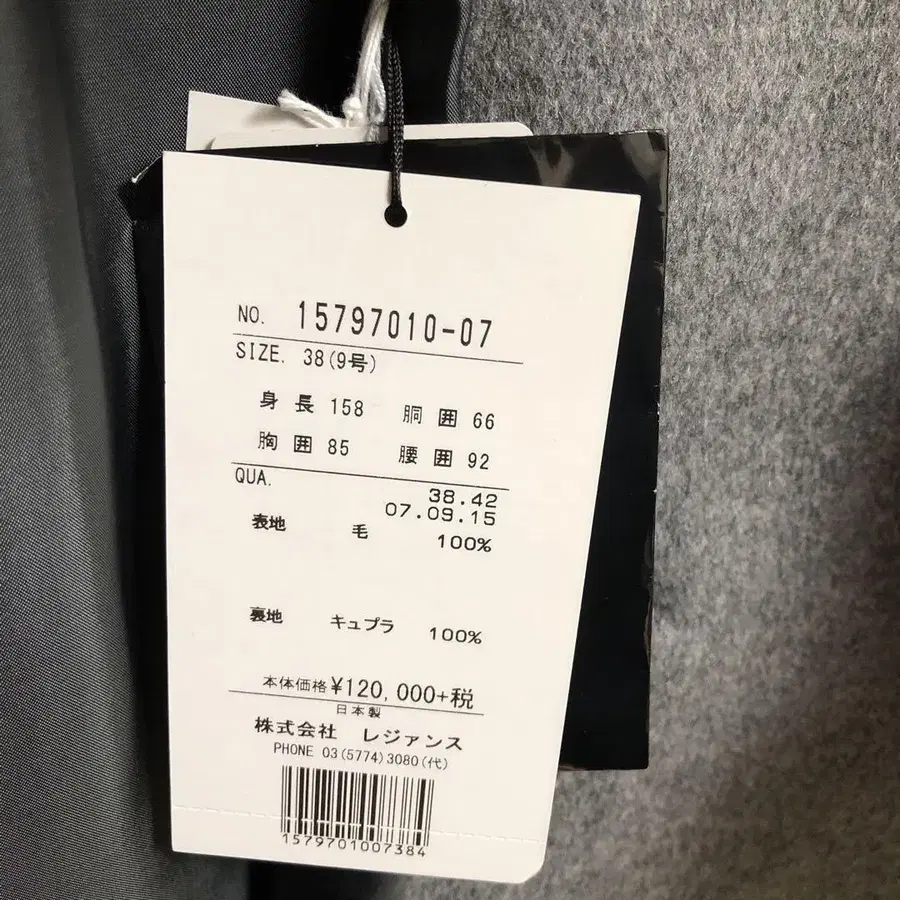 NO. 15797010-07
SIZE. 38(9号)
身長 158 胴囲 66
胸囲 85 腰囲 92
QUA.
38.42
07.09.15
表地 毛 100%
裏地 キュプラ 100%
本体価格¥120,000+税
日本製
株式会社 レジァンス
PHONE 03(5774)3080(代)
1579701007384